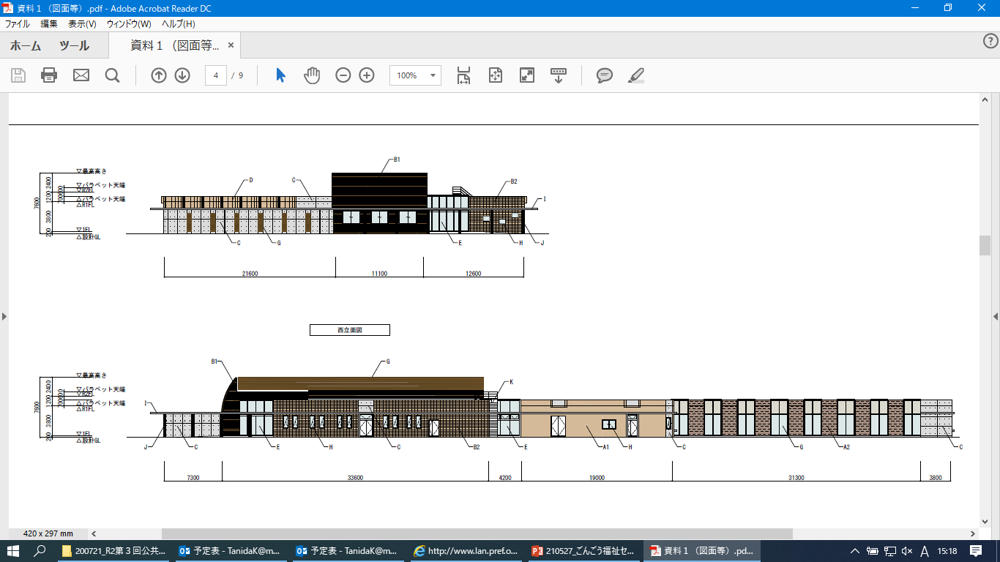 資料１（図面等）.pdf - Adobe Acrobat Reader DC
ファイル 編集 表示(V) ウィンドウ(W) ヘルプ(H)
ホーム ツール 資料１（図面等... ×
4 / 9 100%
B1
▽最高高さ
D C B2
▽パラペット天端
▽R2FL
△パラペット天端
△R1FL
I
7600
2400
1200
700600
3800
220
▽1FL
△設計GL
C G E H J
21600 11100 12600
西立面図
B1 G
▽最高高さ
K
▽パラペット天端
▽R2FL
△パラペット天端
△R1FL
I
7600
2400
1200
700600
3800
200
▽1FL
△設計GL
J C E H C B2 E A1 H C G A2 C
7300 33600 4200 19000 31300 3800
420 x 297 mm
200721_R2第３回公共... 予定表 - TanidaK@m... 予定表 - TanidaK@m... http://www.lan.pref.o... 210527_ごんごう福祉セ... 資料１（図面等）.pd... A 15:18